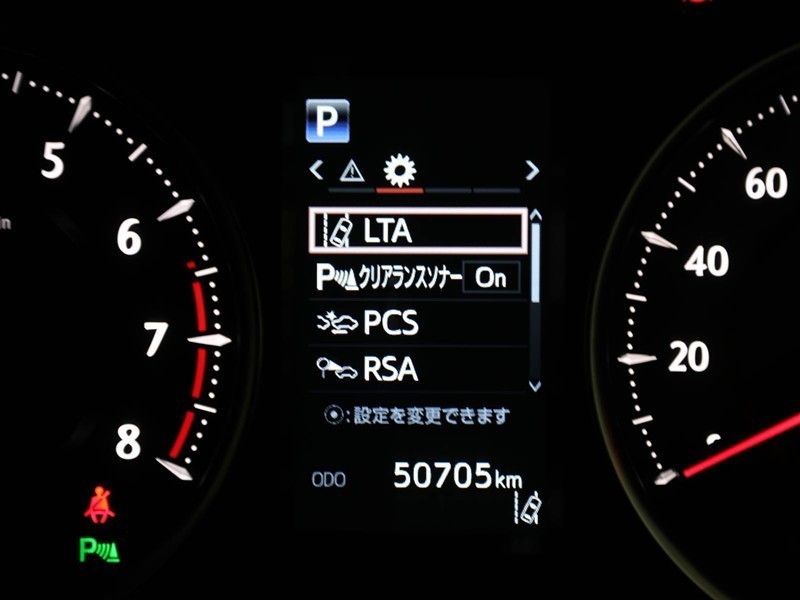 P
LTA
Pクリアランスソナー On
PCS
RSA
:設定を変更できます
ODO 50705km
5
6
7
8
P
60
40
20